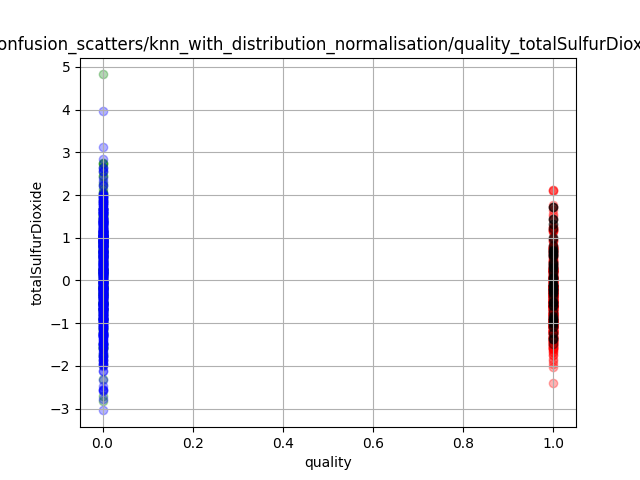 onfusion_scatters/knn_with_distribution_normalisation/quality_totalSulfurDiox
5
4
3
2
1
0
−1
−2
−3
totalSulfurDioxide
0.0 0.2 0.4 0.6 0.8 1.0
quality